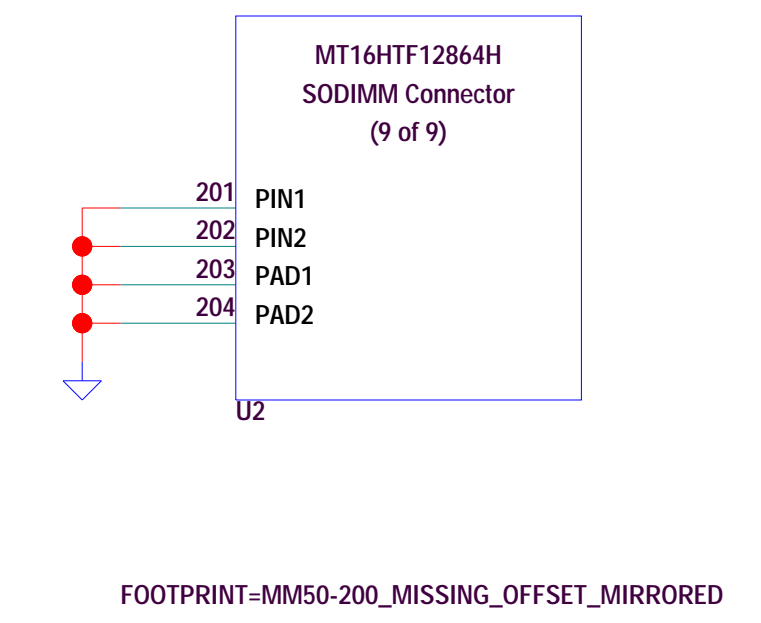 MT16HTF12864H
SODIMM Connector
(9 of 9)
201 PIN1
202 PIN2
203 PAD1
204 PAD2
U2
FOOTPRINT=MM50-200_MISSING_OFFSET_MIRRORED